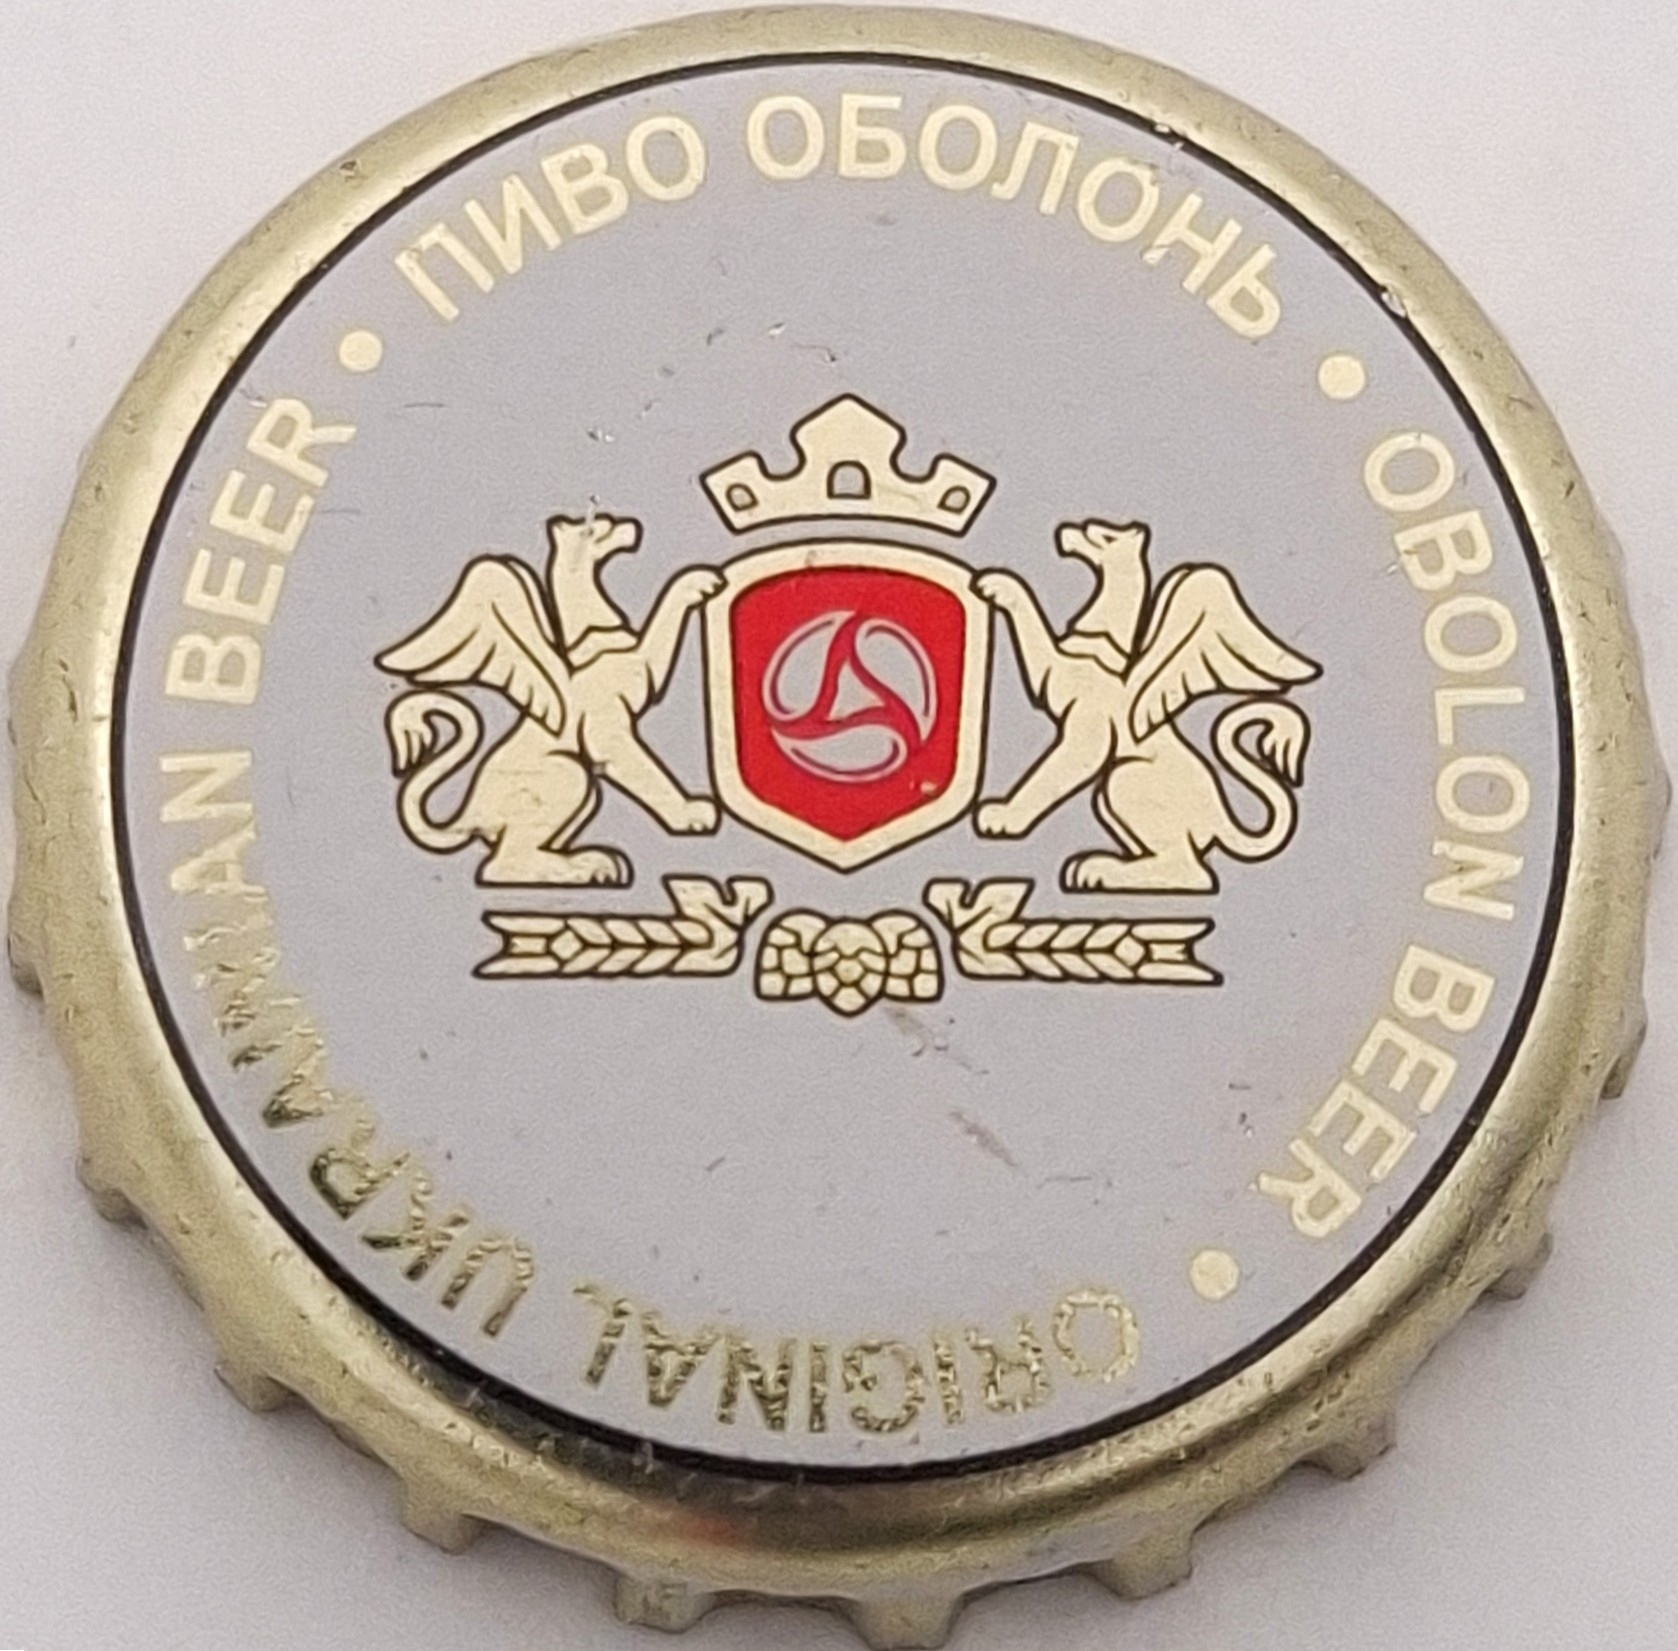 ПИВО ОБОЛОНЬ
• OBOLON BEER
• ORIGINAL UKRAINIAN BEER •